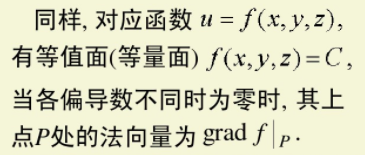 同样, 对应函数 u = f(x,y,z),
有等值面(等量面) f(x,y,z)=C,
当各偏导数不同时为零时, 其上
点P处的法向量为 grad f|P .